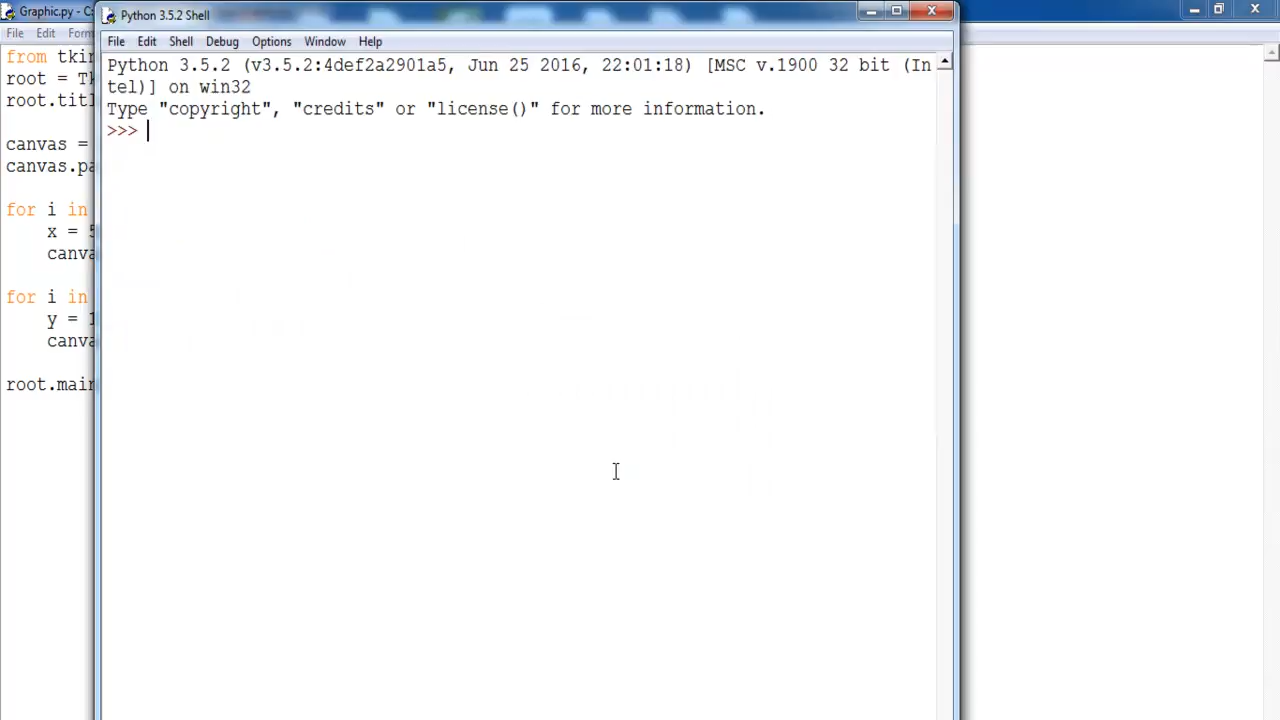 Graphic.py - C:
Python 3.5.2 Shell
File Edit Form
File Edit Shell Debug Options Window Help
from tkin
root = Tk
root.titl
canvas =
canvas.pa
for i in
x = 5
canva
for i in
y = 1
canva
root.main
Python 3.5.2 (v3.5.2:4def2a2901a5, Jun 25 2016, 22:01:18) [MSC v.1900 32 bit (In
tel)] on win32
Type "copyright", "credits" or "license()" for more information.
>>>